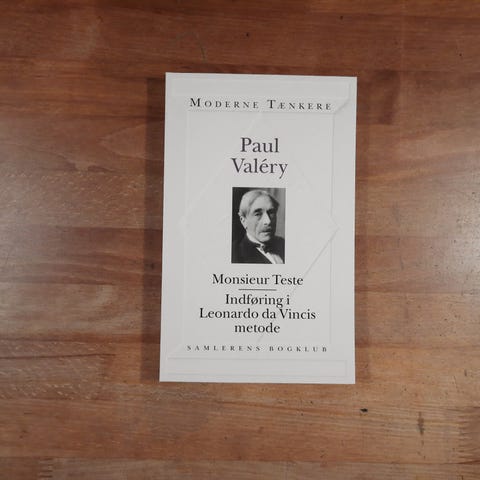 MODERNE TÆNKERE
Paul
Valéry
Monsieur Teste
Indføring i
Leonardo da Vincis
metode
SAMLERENS BOGKLUB